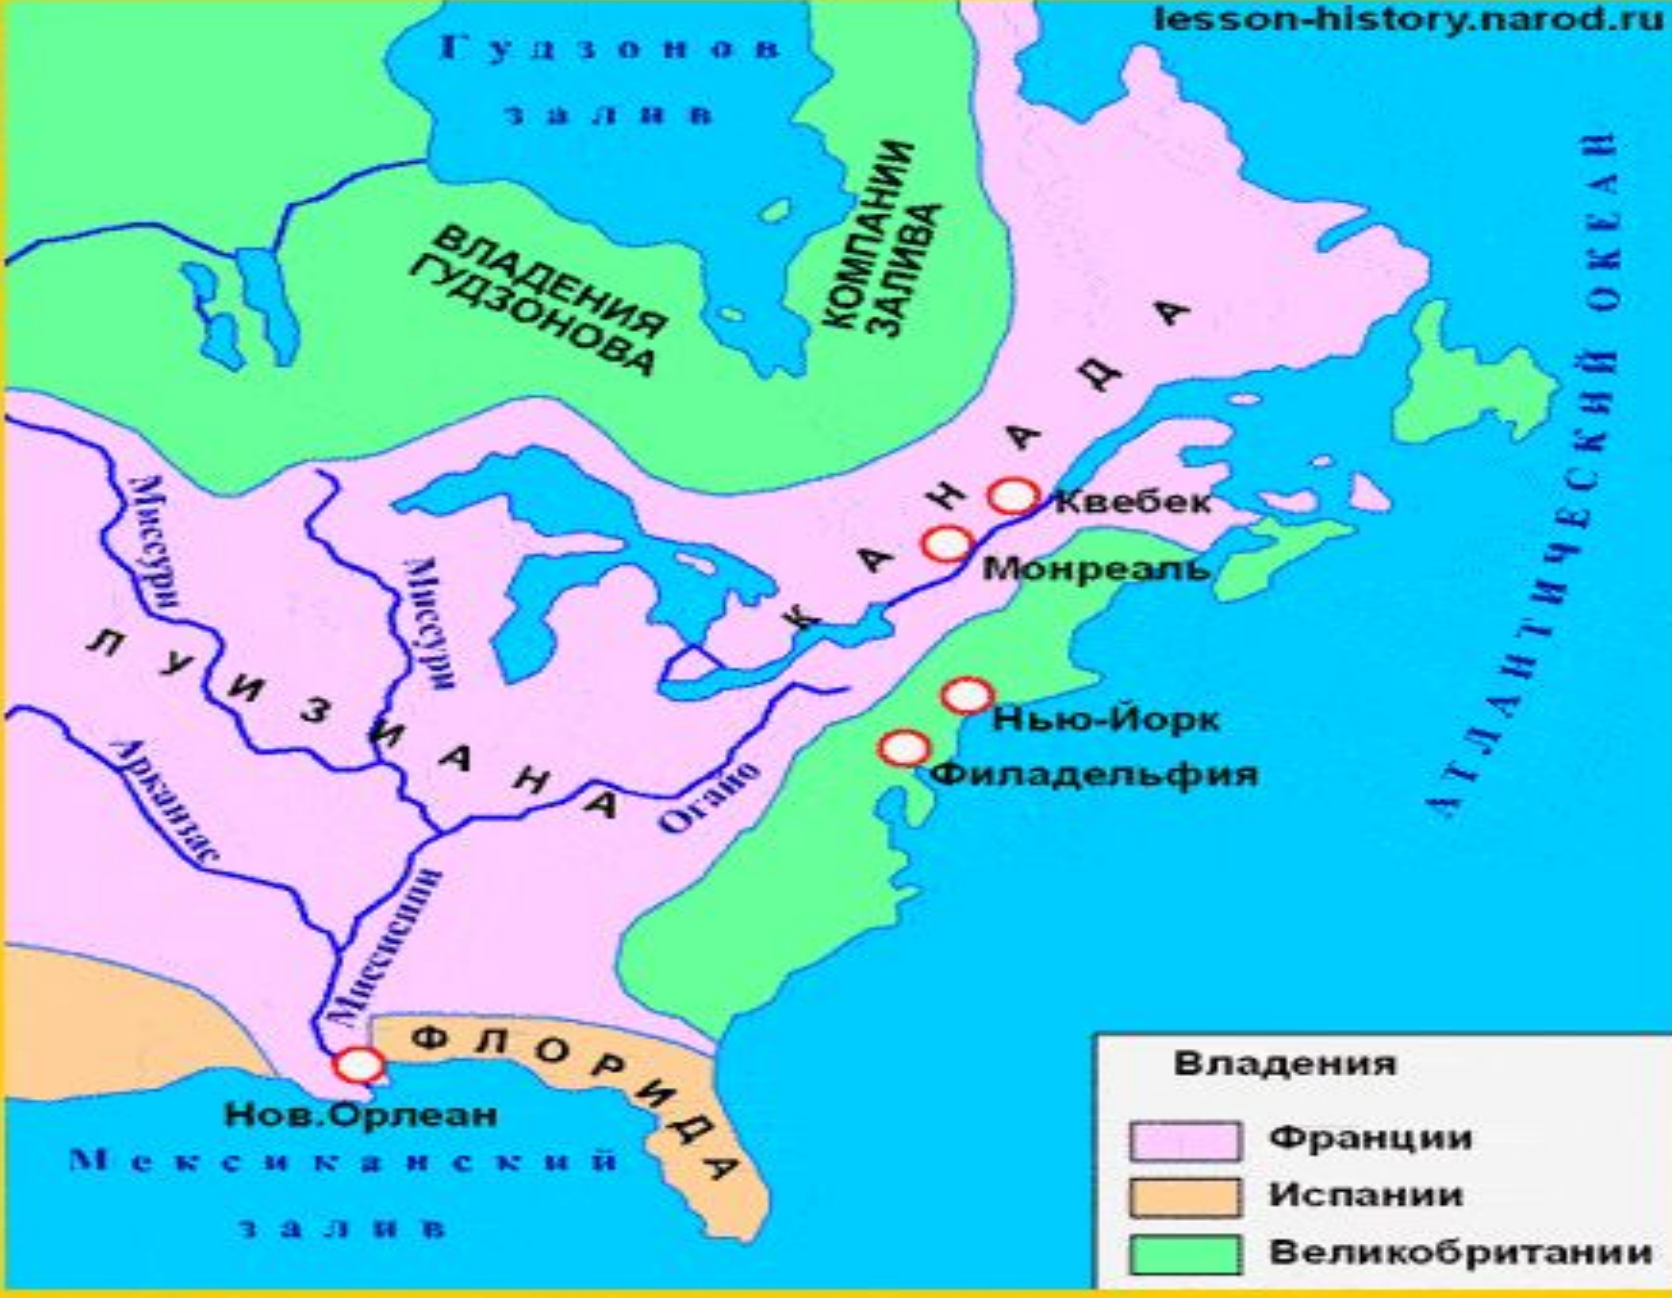 lesson-history.narod.ru
Гудзонов
залив
АТЛАНТИЧЕСКИЙ ОКЕАН
ВЛАДЕНИЯ
ГУДЗОНОВА
КОМПАНИИ
ЗАЛИВА
КАНАДА
Квебек
Монреаль
Миссури
Миссури
ЛУИЗИАНА
Нью-Йорк
Филадельфия
Арканзас
Огайо
Миссисипи
ФЛОРИДА
Нов.Орлеан
Мексиканский
залив
Владения
Франции
Испании
Великобритании